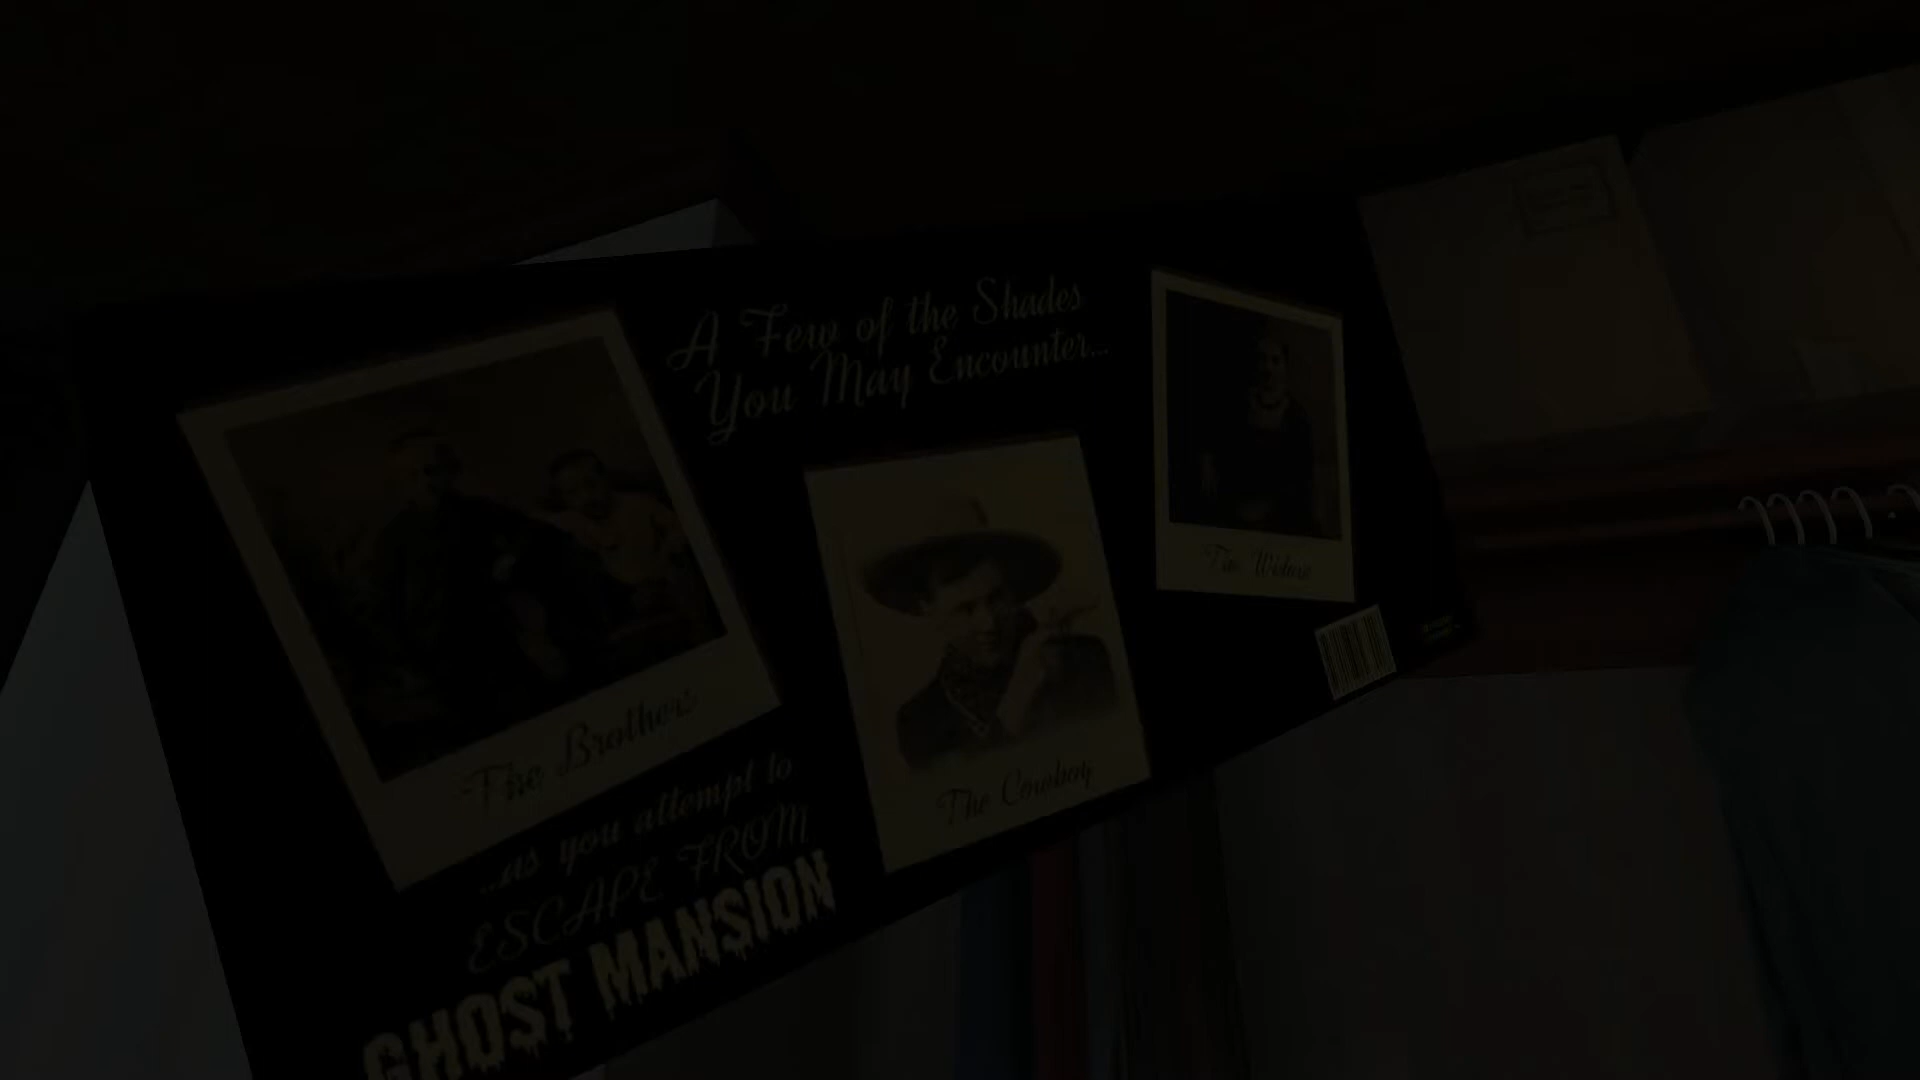 A Few of the Shades
You May Encounter...
The Brothers
The Cowboy
The Widow
...as you attempt to
ESCAPE FROM
GHOST MANSION